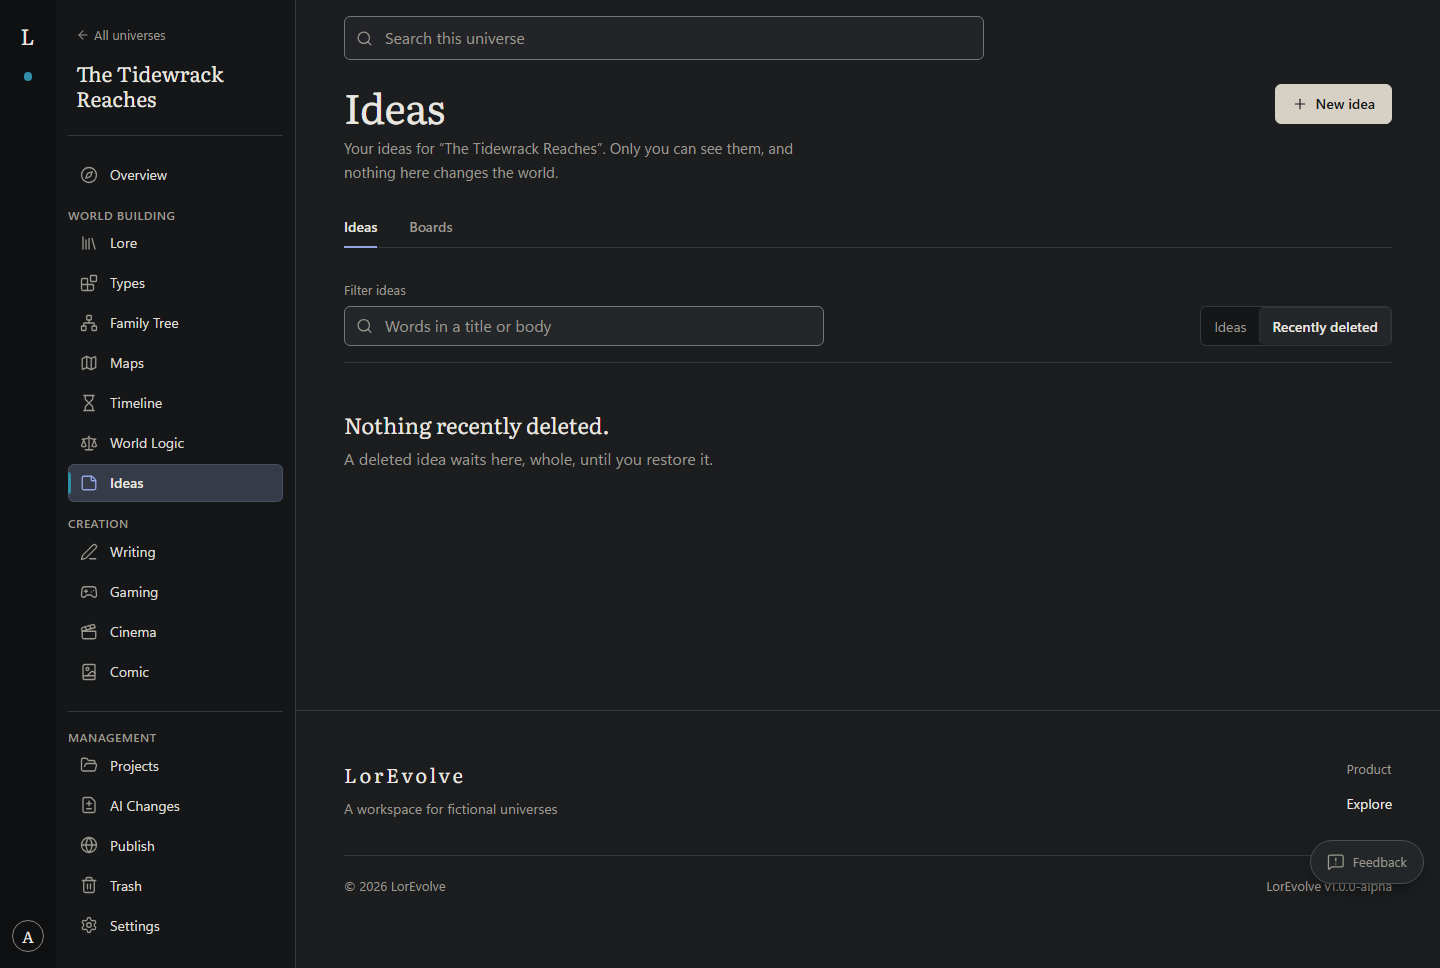 L
← All universes
The Tidewrack
Reaches
Overview
WORLD BUILDING
Lore
Types
Family Tree
Maps
Timeline
World Logic
Ideas
CREATION
Writing
Gaming
Cinema
Comic
MANAGEMENT
Projects
AI Changes
Publish
Trash
Settings
A
Search this universe
Ideas
+ New idea
Your ideas for “The Tidewrack Reaches”. Only you can see them, and
nothing here changes the world.
Ideas Boards
Filter ideas
Words in a title or body
Ideas Recently deleted
Nothing recently deleted.
A deleted idea waits here, whole, until you restore it.
LorEvolve
A workspace for fictional universes
Product
Explore
Feedback
© 2026 LorEvolve
LorEvolve v1.0.0-alpha